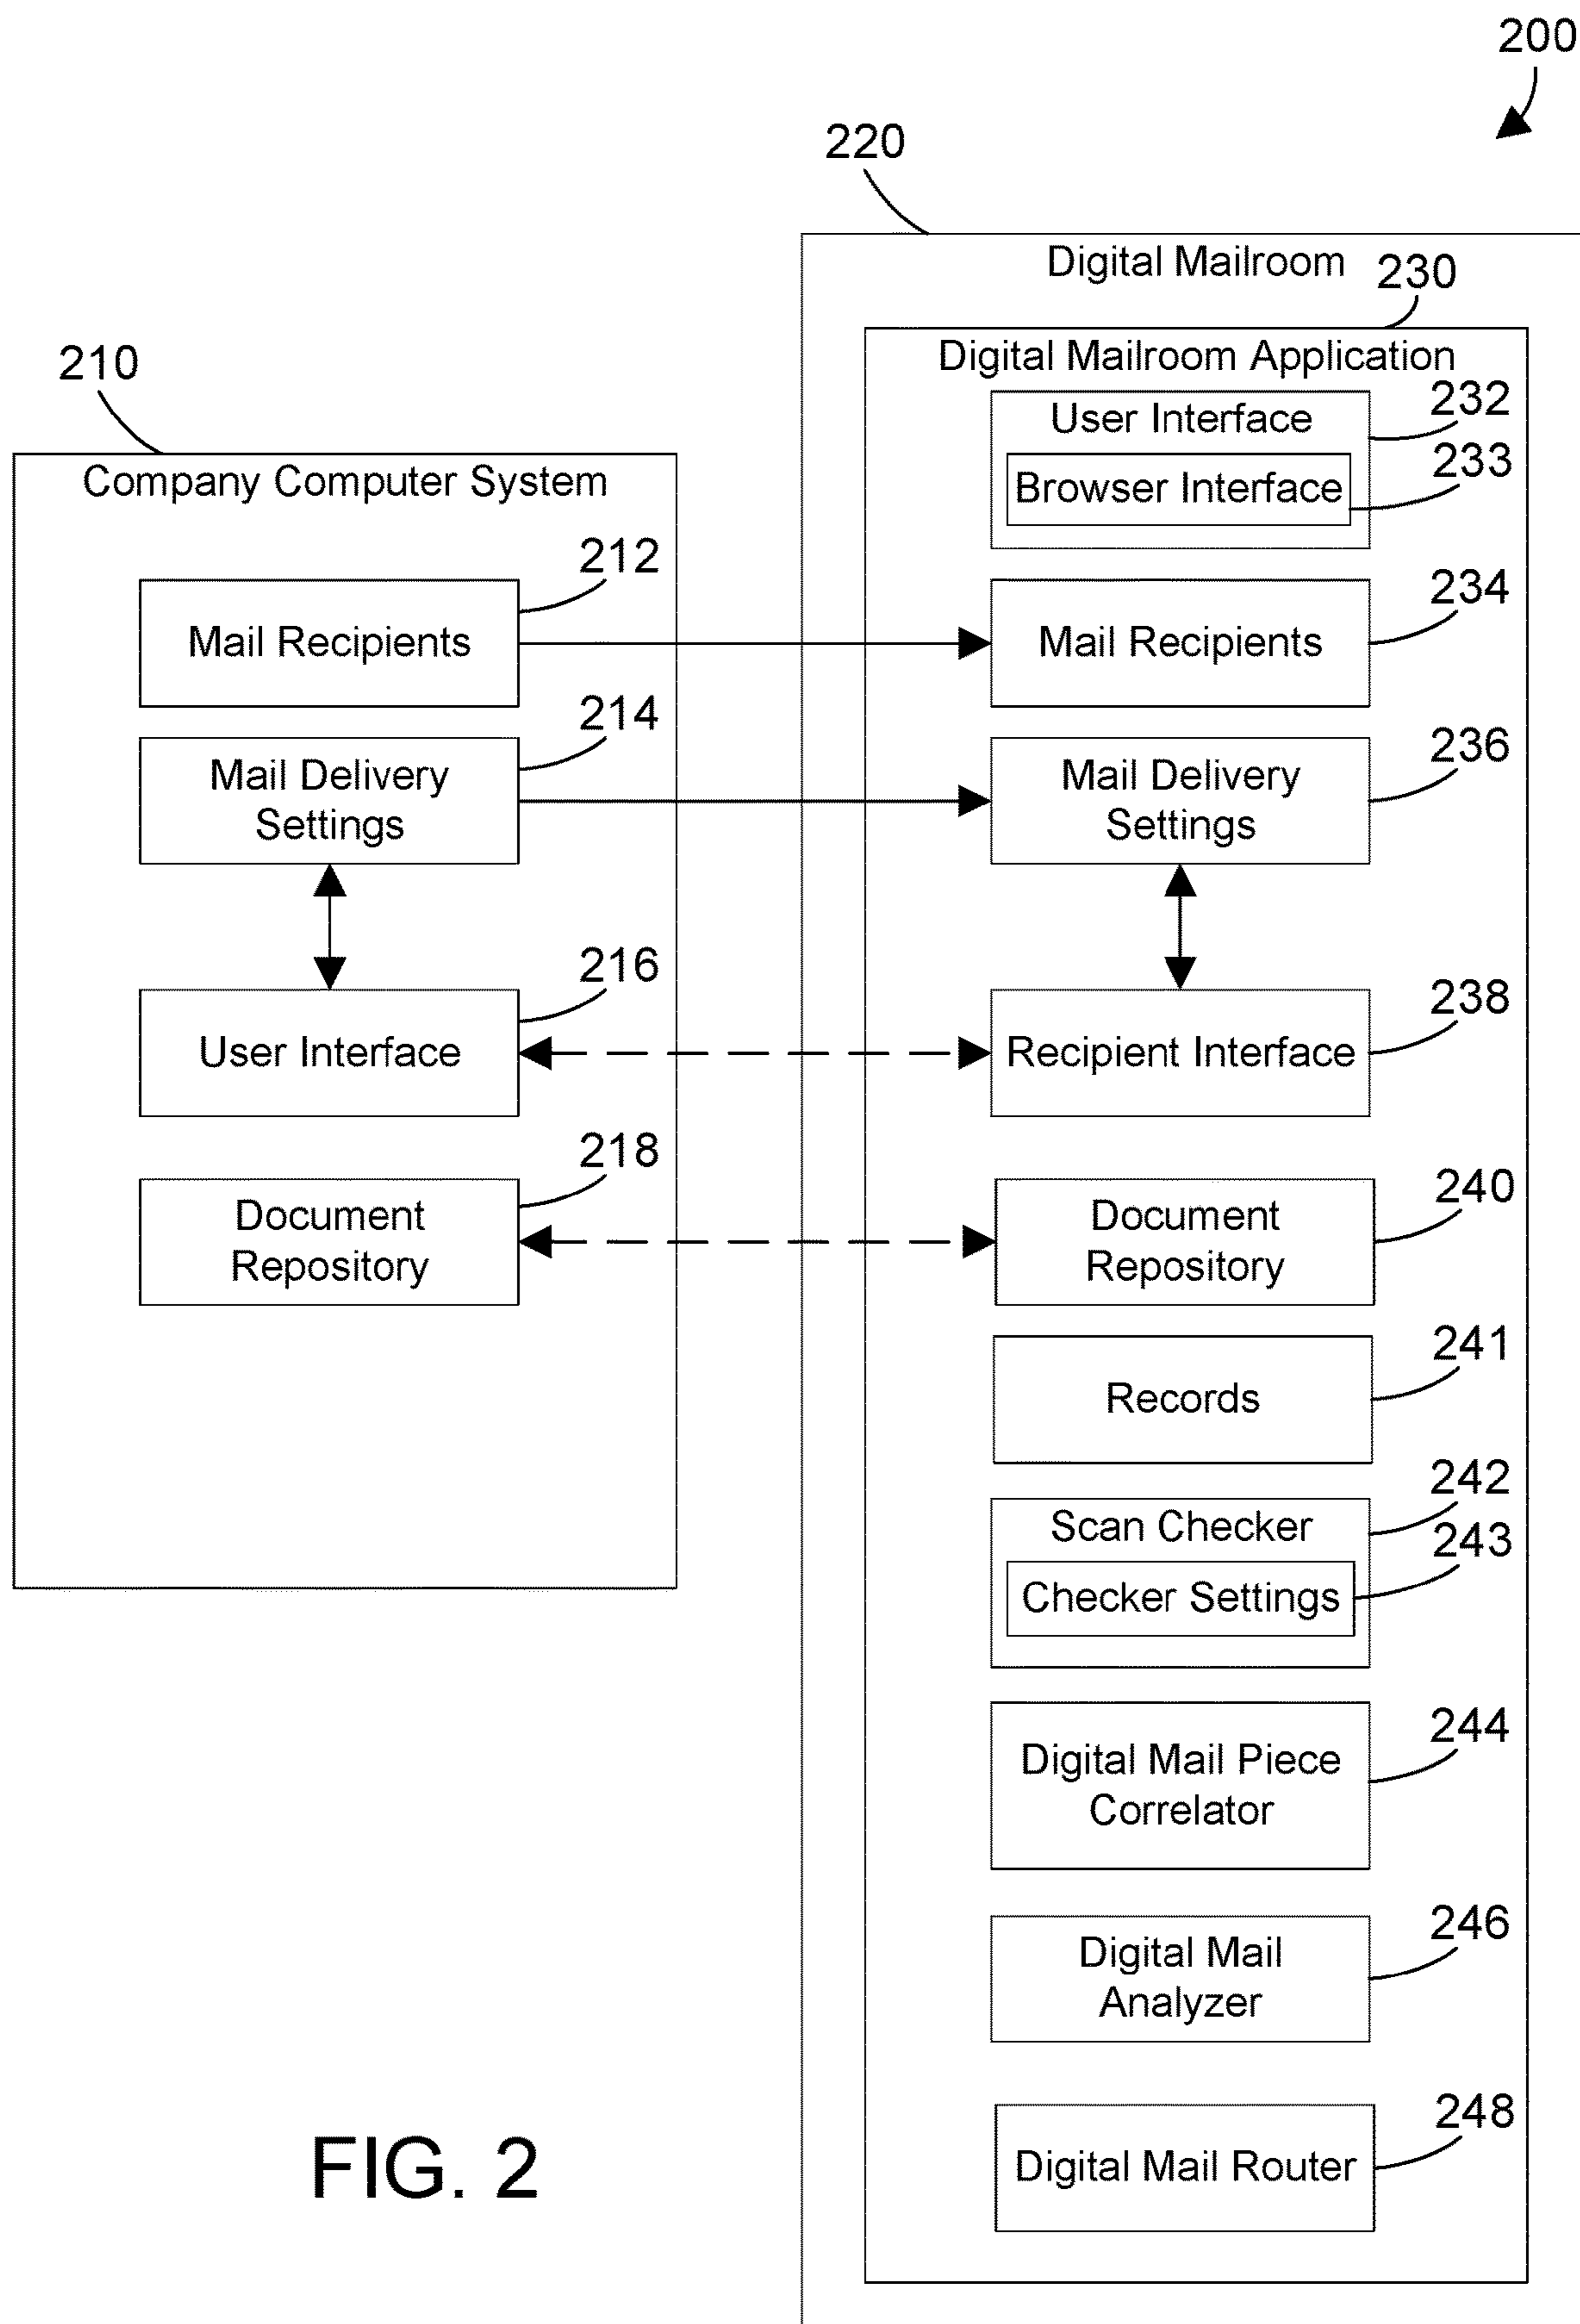 200
220
Digital Mailroom
230
Digital Mailroom Application
232
User Interface
233
Browser Interface
210
Company Computer System
212
Mail Recipients
234
Mail Recipients
214
Mail Delivery
Settings
236
Mail Delivery
Settings
216
User Interface
238
Recipient Interface
218
Document
Repository
240
Document
Repository
241
Records
242
Scan Checker
243
Checker Settings
244
Digital Mail Piece
Correlator
246
Digital Mail
Analyzer
248
Digital Mail Router
FIG. 2